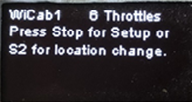 WiCab1 6 Throttles
Press Stop for Setup or
S2 for location change.